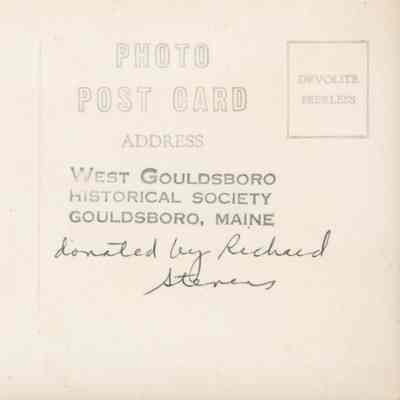 PHOTO
POST CARD
ADDRESS
DEVOLITE
PEERLESS
WEST GOULDSBORO
HISTORICAL SOCIETY
GOULDSBORO, MAINE
donated by Richard
Stevens